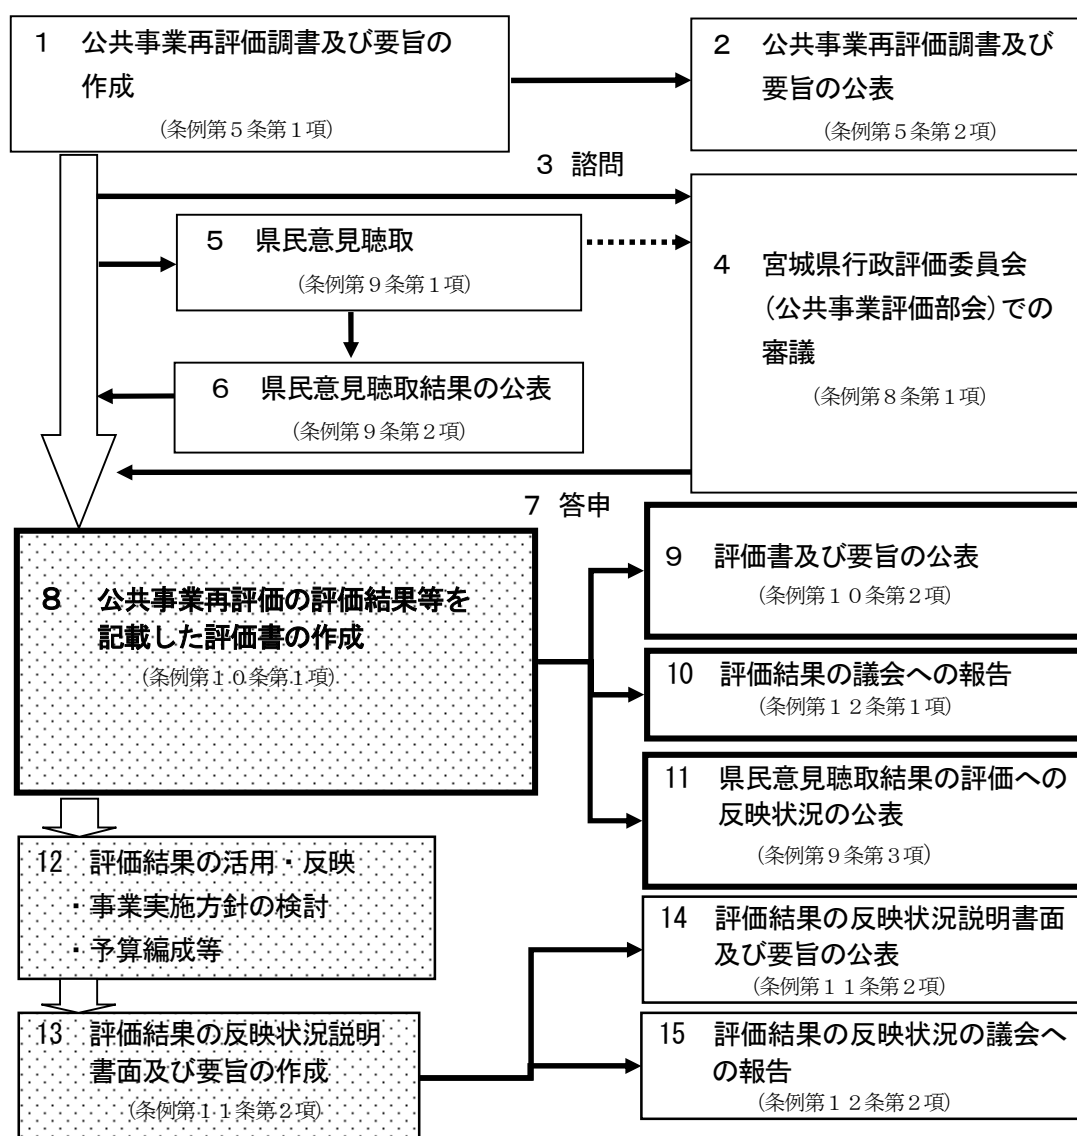 1 公共事業再評価調書及び要旨の
作成
(条例第5条第1項)
2 公共事業再評価調書及び
要旨の公表
(条例第5条第2項)
3 諮問
4 宮城県行政評価委員会
(公共事業評価部会)での
審議
(条例第8条第1項)
5 県民意見聴取
(条例第9条第1項)
6 県民意見聴取結果の公表
(条例第9条第2項)
7 答申
8 公共事業再評価の評価結果等を
記載した評価書の作成
(条例第10条第1項)
9 評価書及び要旨の公表
(条例第10条第2項)
10 評価結果の議会への報告
(条例第12条第1項)
11 県民意見聴取結果の評価への
反映状況の公表
(条例第9条第3項)
12 評価結果の活用・反映
・事業実施方針の検討
・予算編成等
13 評価結果の反映状況説明
書面及び要旨の作成
(条例第11条第2項)
14 評価結果の反映状況説明書面
及び要旨の公表
(条例第11条第2項)
15 評価結果の反映状況の議会へ
の報告
(条例第12条第2項)